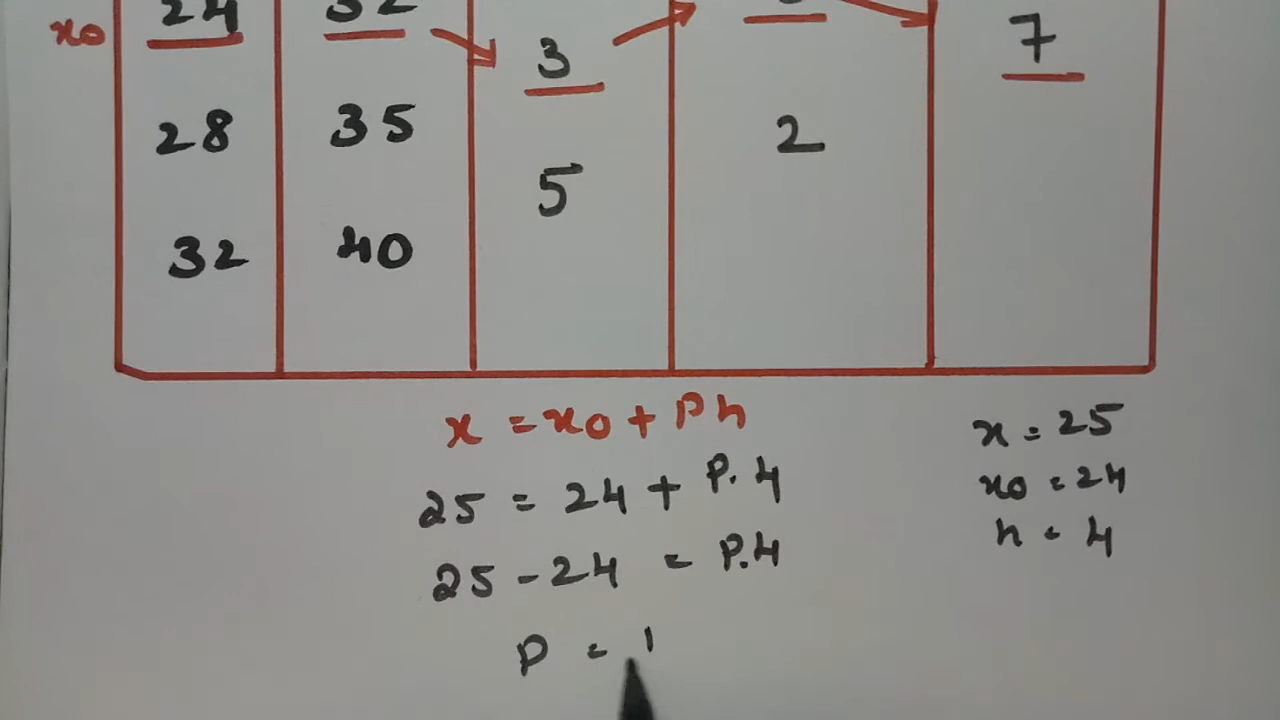 x0 24 32
3 7
28 35 2
5
32 40
x = x0 + Ph
25 = 24 + P.4
25 - 24 = P.4
P = 1
x = 25
x0 = 24
h = 4